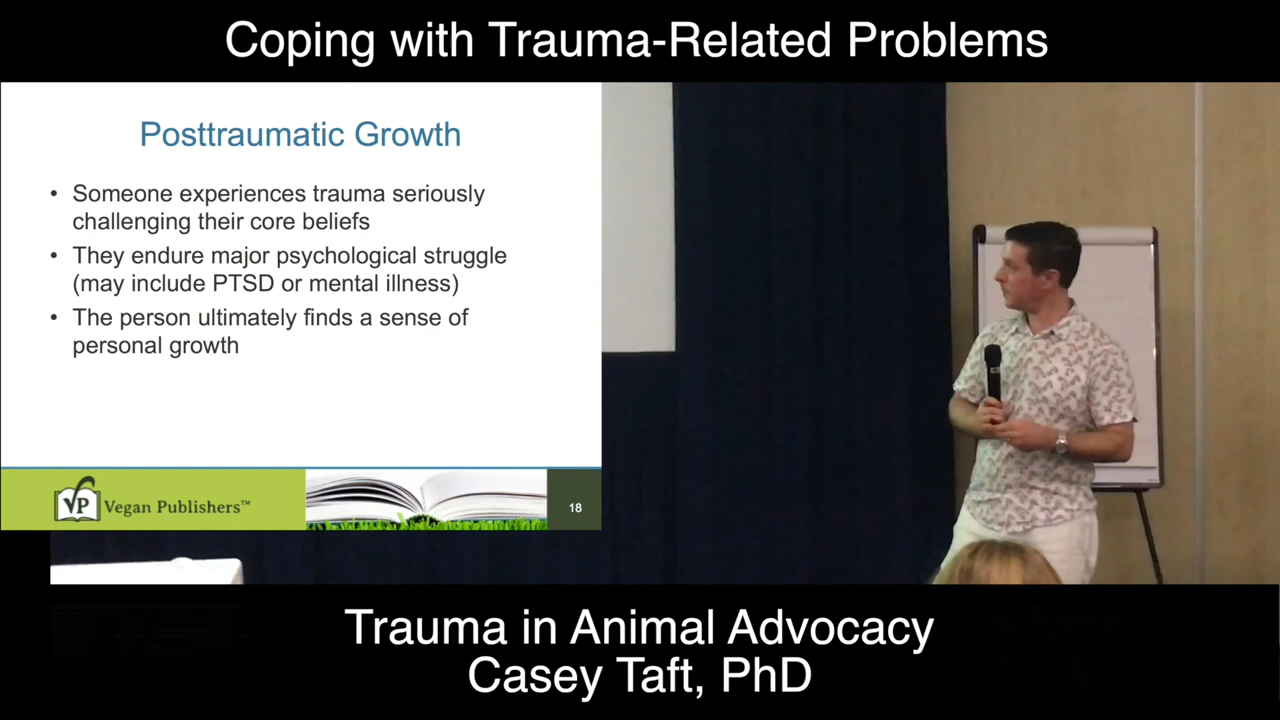 Coping with Trauma-Related Problems
Posttraumatic Growth
• Someone experiences trauma seriously
challenging their core beliefs
• They endure major psychological struggle
(may include PTSD or mental illness)
• The person ultimately finds a sense of
personal growth
VP Vegan Publishers™
18
Trauma in Animal Advocacy
Casey Taft, PhD